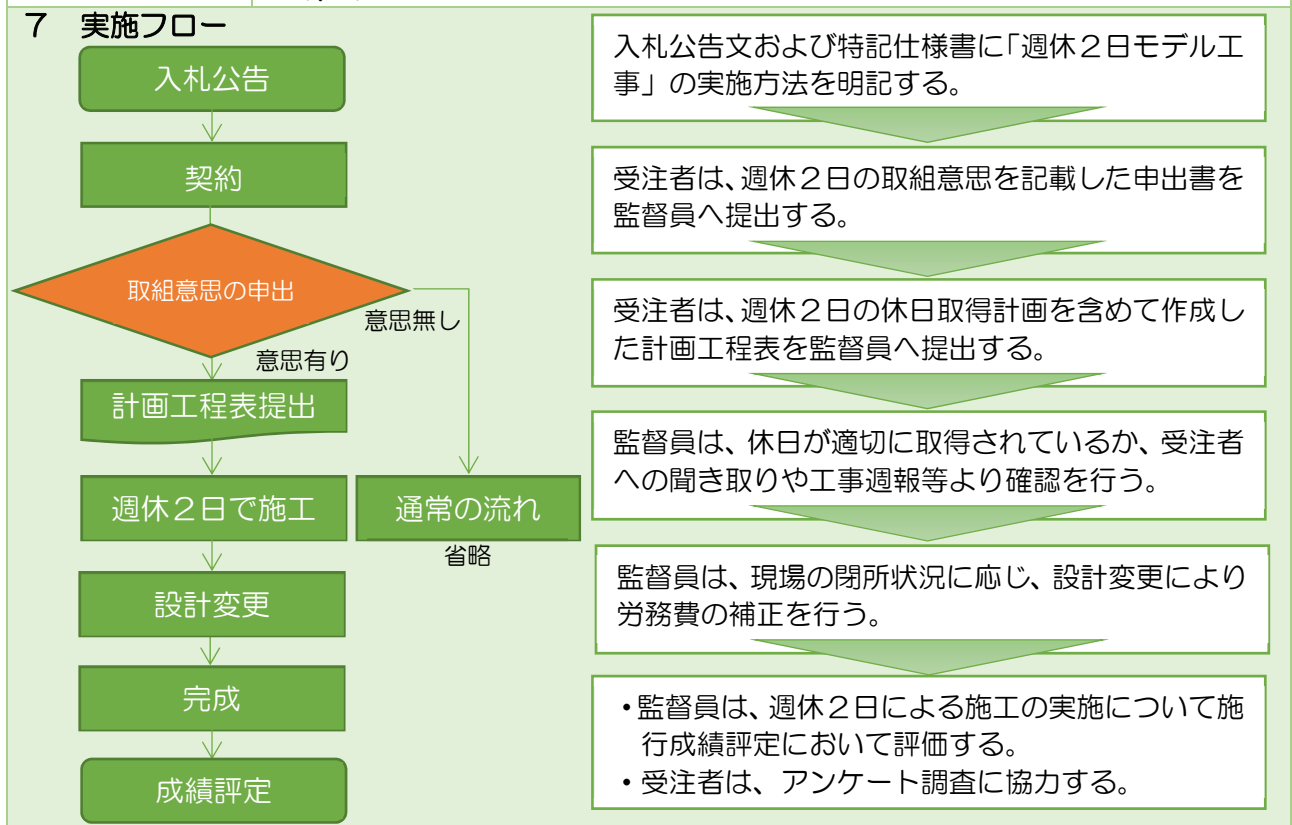 7 実施フロー
入札公告
契約
取組意思の申出
意思無し
意思有り
計画工程表提出
週休２日で施工
通常の流れ
省略
設計変更
完成
成績評定
入札公告文および特記仕様書に「週休２日モデル工
事」の実施方法を明記する。
受注者は、週休２日の取組意思を記載した申出書を
監督員へ提出する。
受注者は、週休２日の休日取得計画を含めて作成し
た計画工程表を監督員へ提出する。
監督員は、休日が適切に取得されているか、受注者
への聞き取りや工事週報等より確認を行う。
監督員は、現場の閉所状況に応じ、設計変更により
労務費の補正を行う。
・監督員は、週休２日による施工の実施について施
行成績評定において評価する。
・受注者は、アンケート調査に協力する。